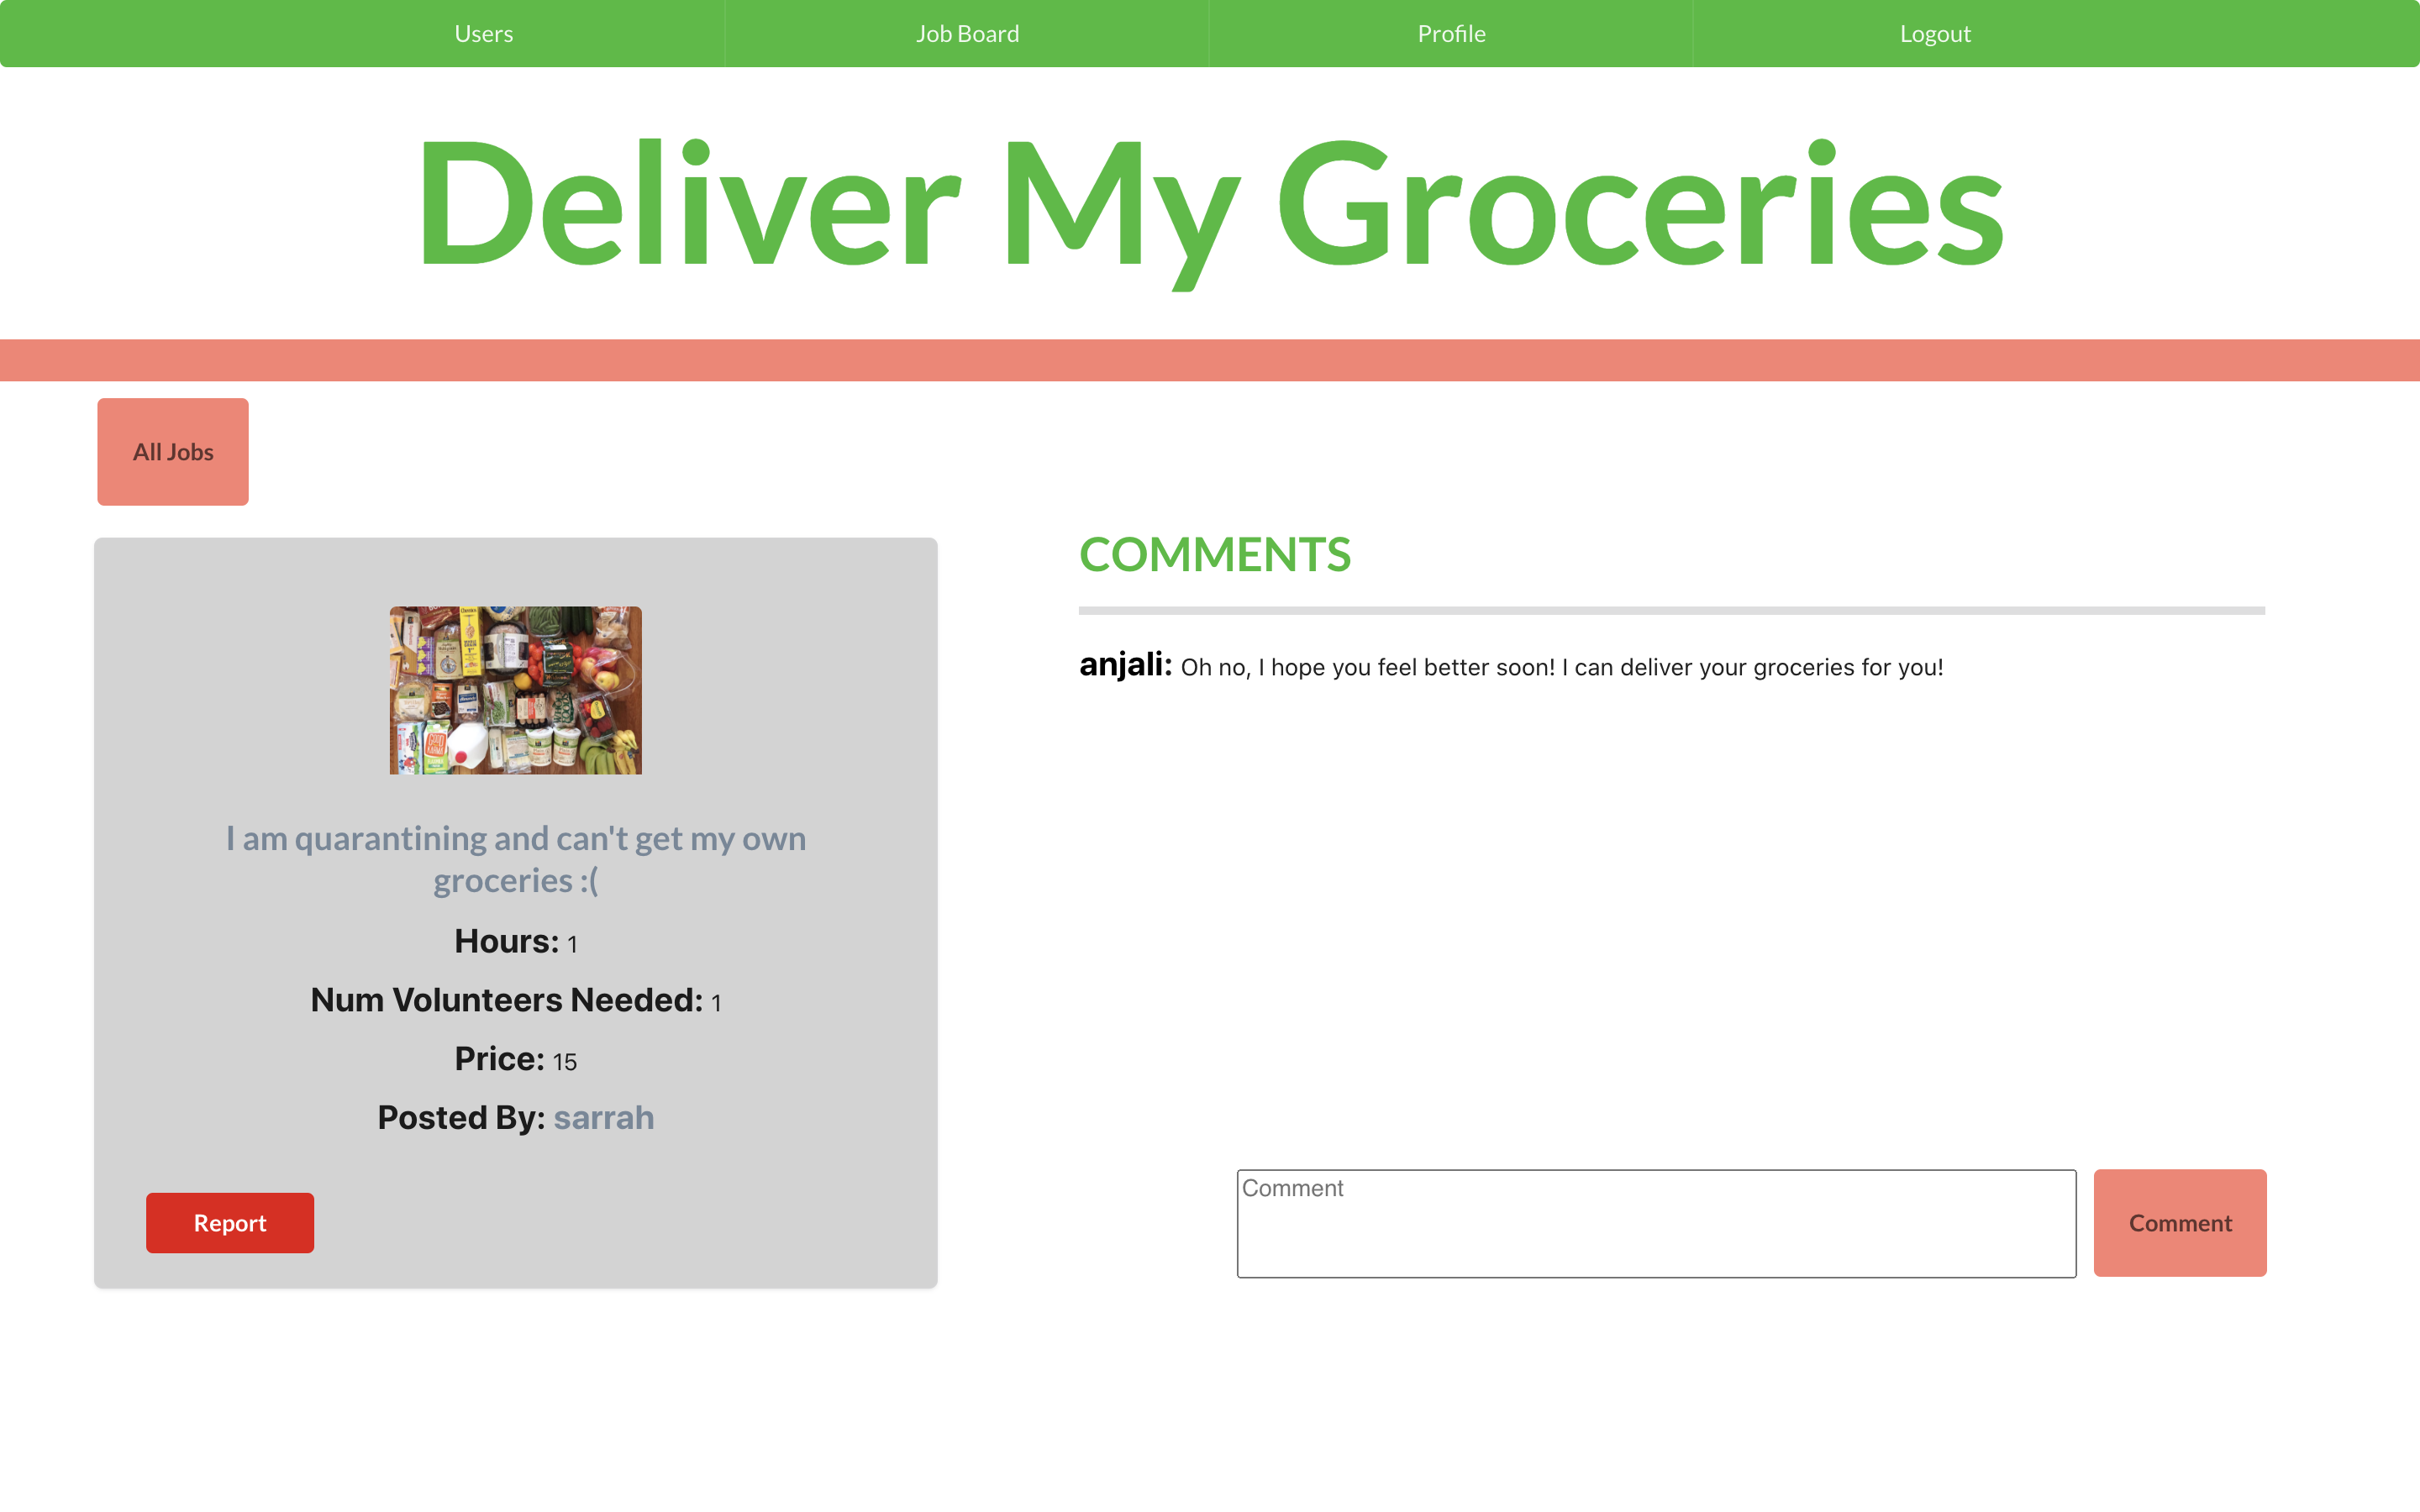 Users
Job Board
Profile
Logout
Deliver My Groceries
All Jobs
I am quarantining and can't get my own
groceries :(
Hours: 1
Num Volunteers Needed: 1
Price: 15
Posted By: sarrah
Report
COMMENTS
anjali: Oh no, I hope you feel better soon! I can deliver your groceries for you!
Comment
Comment